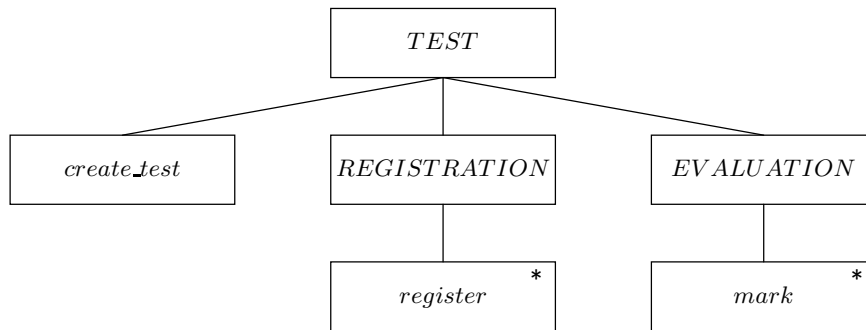 TEST
create_test
REGISTRATION
EVALUATION
*
*
register
mark